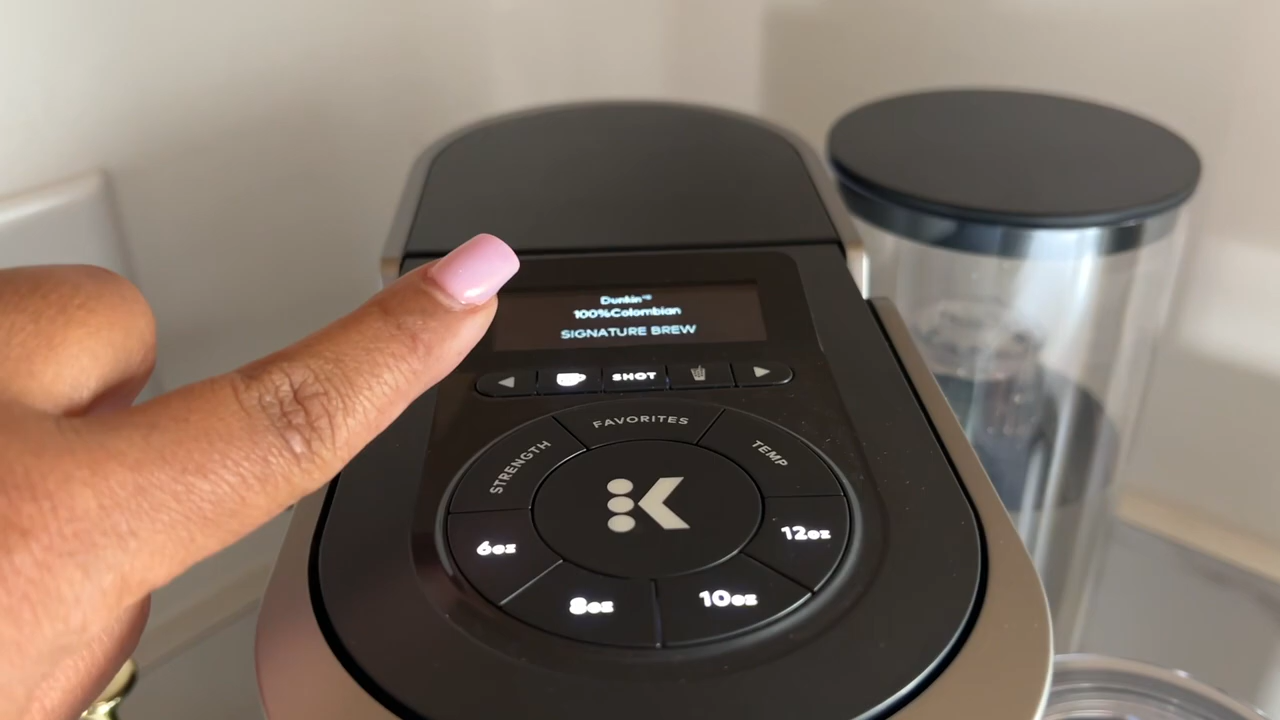 Dunkin'®
100%Colombian
SIGNATURE BREW
SHOT
FAVORITES
STRENGTH
TEMP
6oz
12oz
8oz
10oz
K